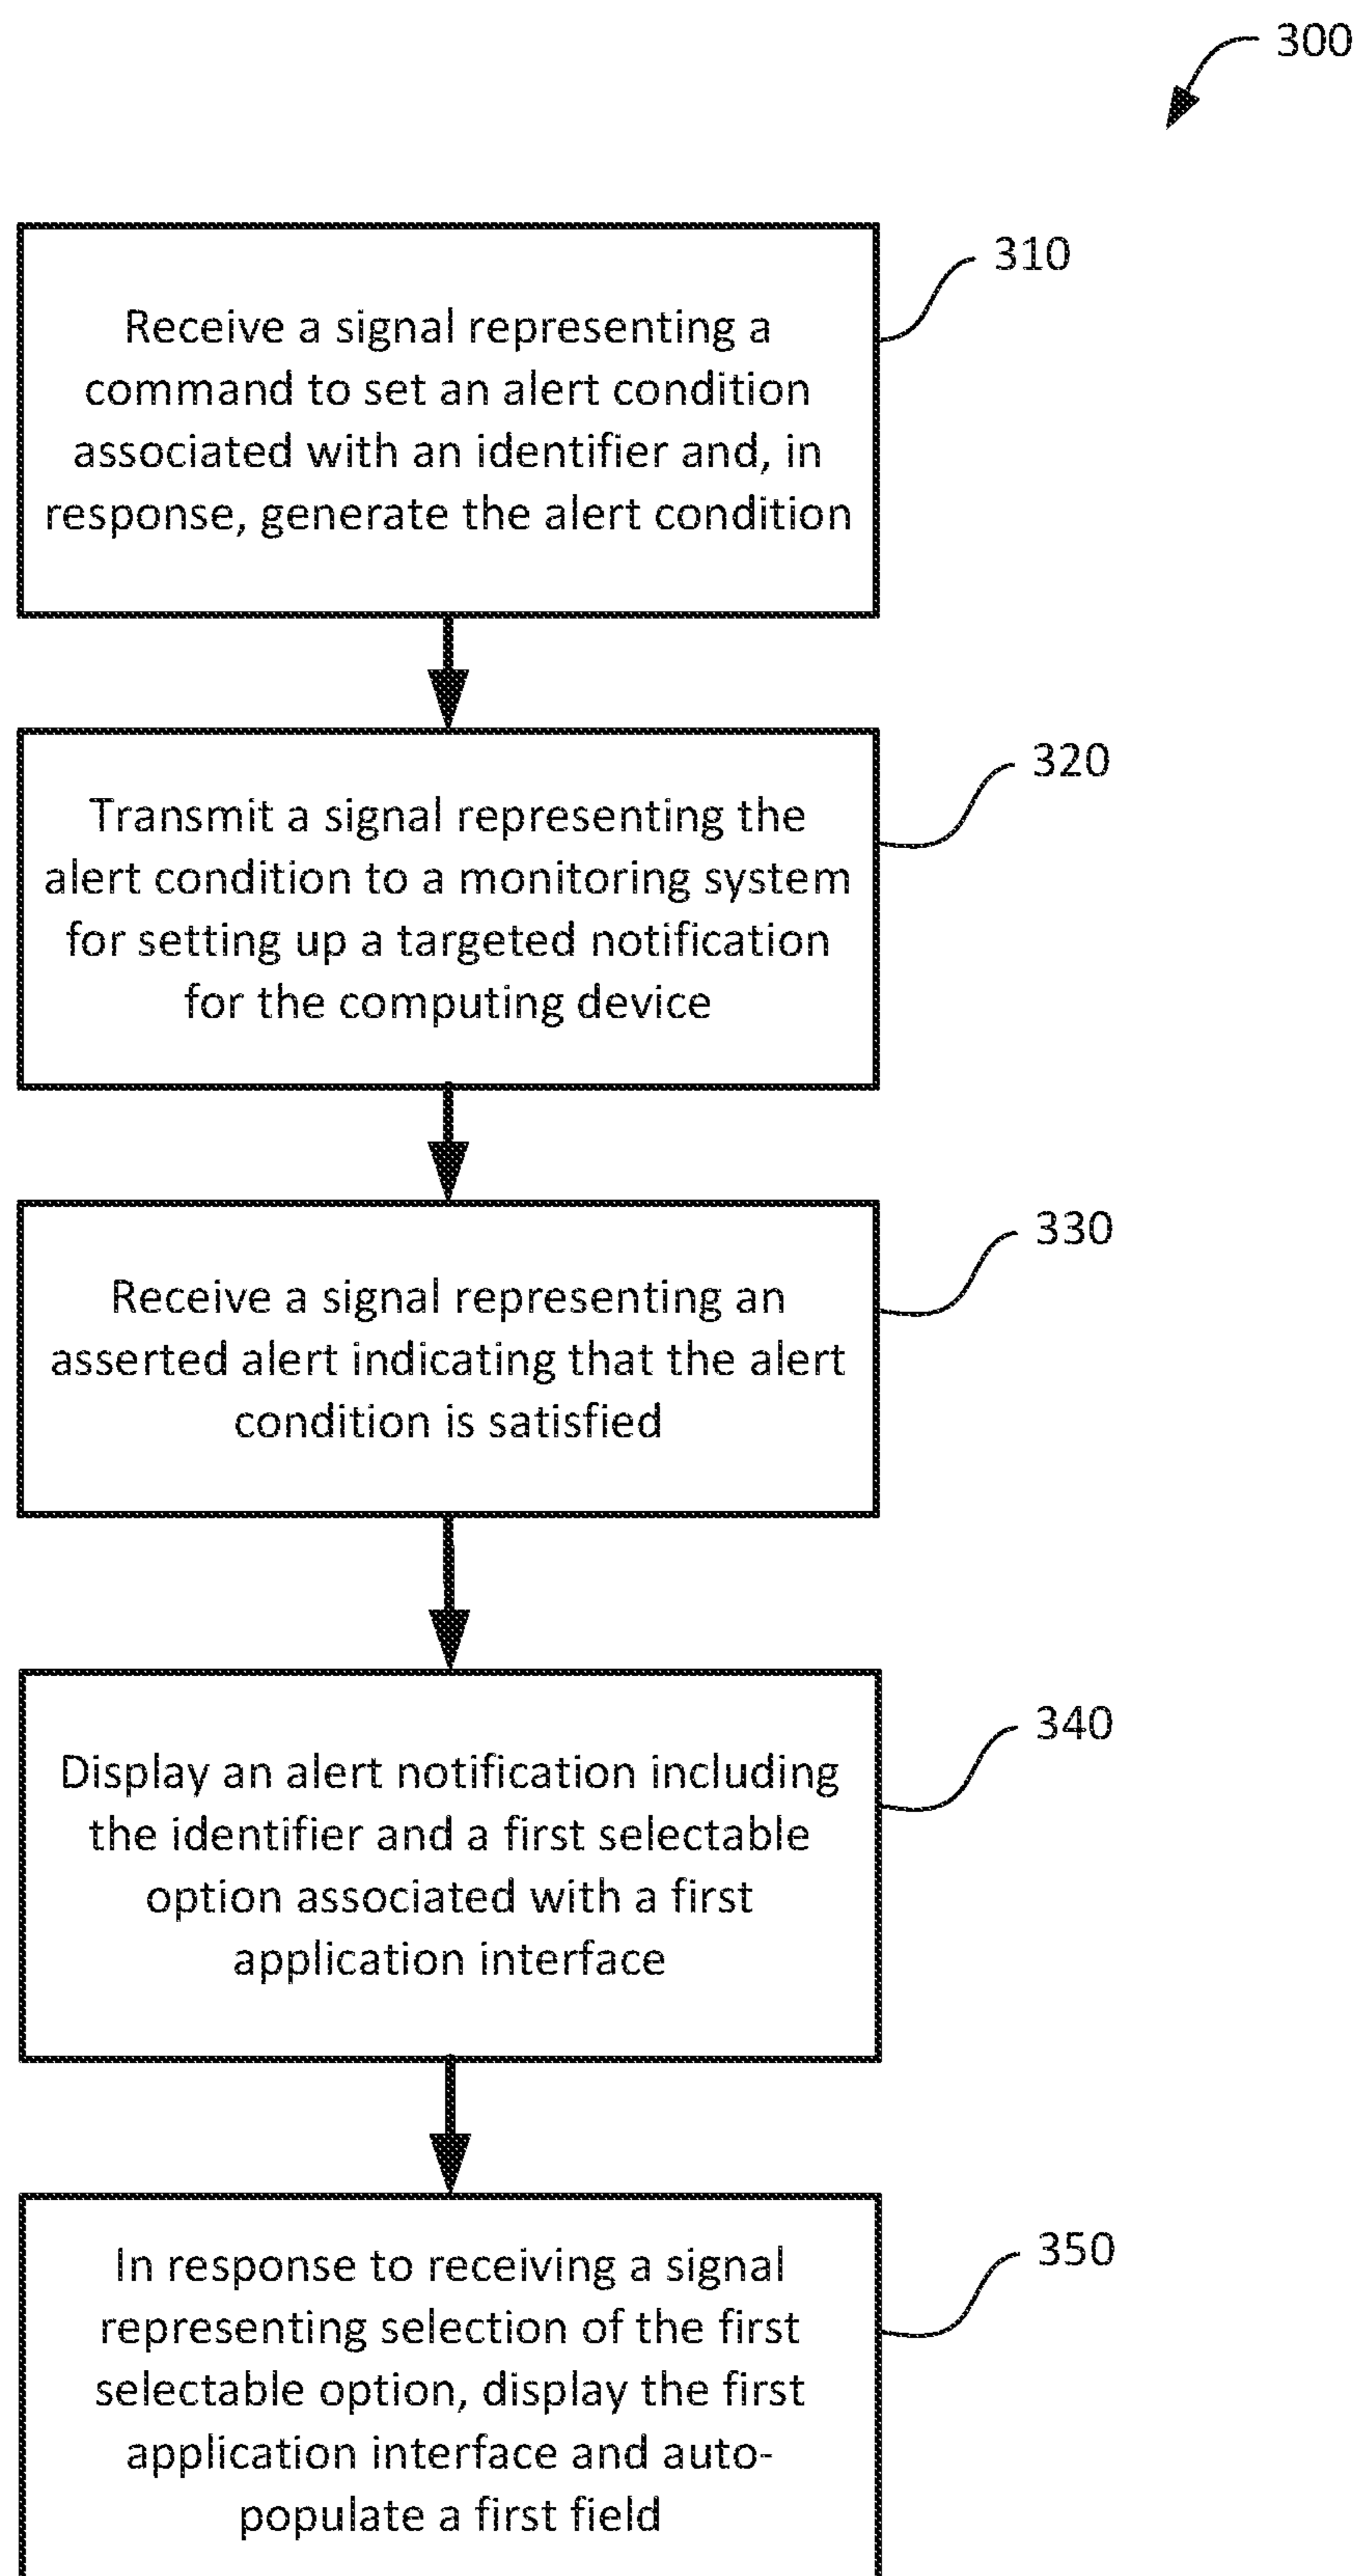 300
310
Receive a signal representing a
command to set an alert condition
associated with an identifier and, in
response, generate the alert condition
320
Transmit a signal representing the
alert condition to a monitoring system
for setting up a targeted notification
for the computing device
330
Receive a signal representing an
asserted alert indicating that the alert
condition is satisfied
340
Display an alert notification including
the identifier and a first selectable
option associated with a first
application interface
350
In response to receiving a signal
representing selection of the first
selectable option, display the first
application interface and auto-
populate a first field